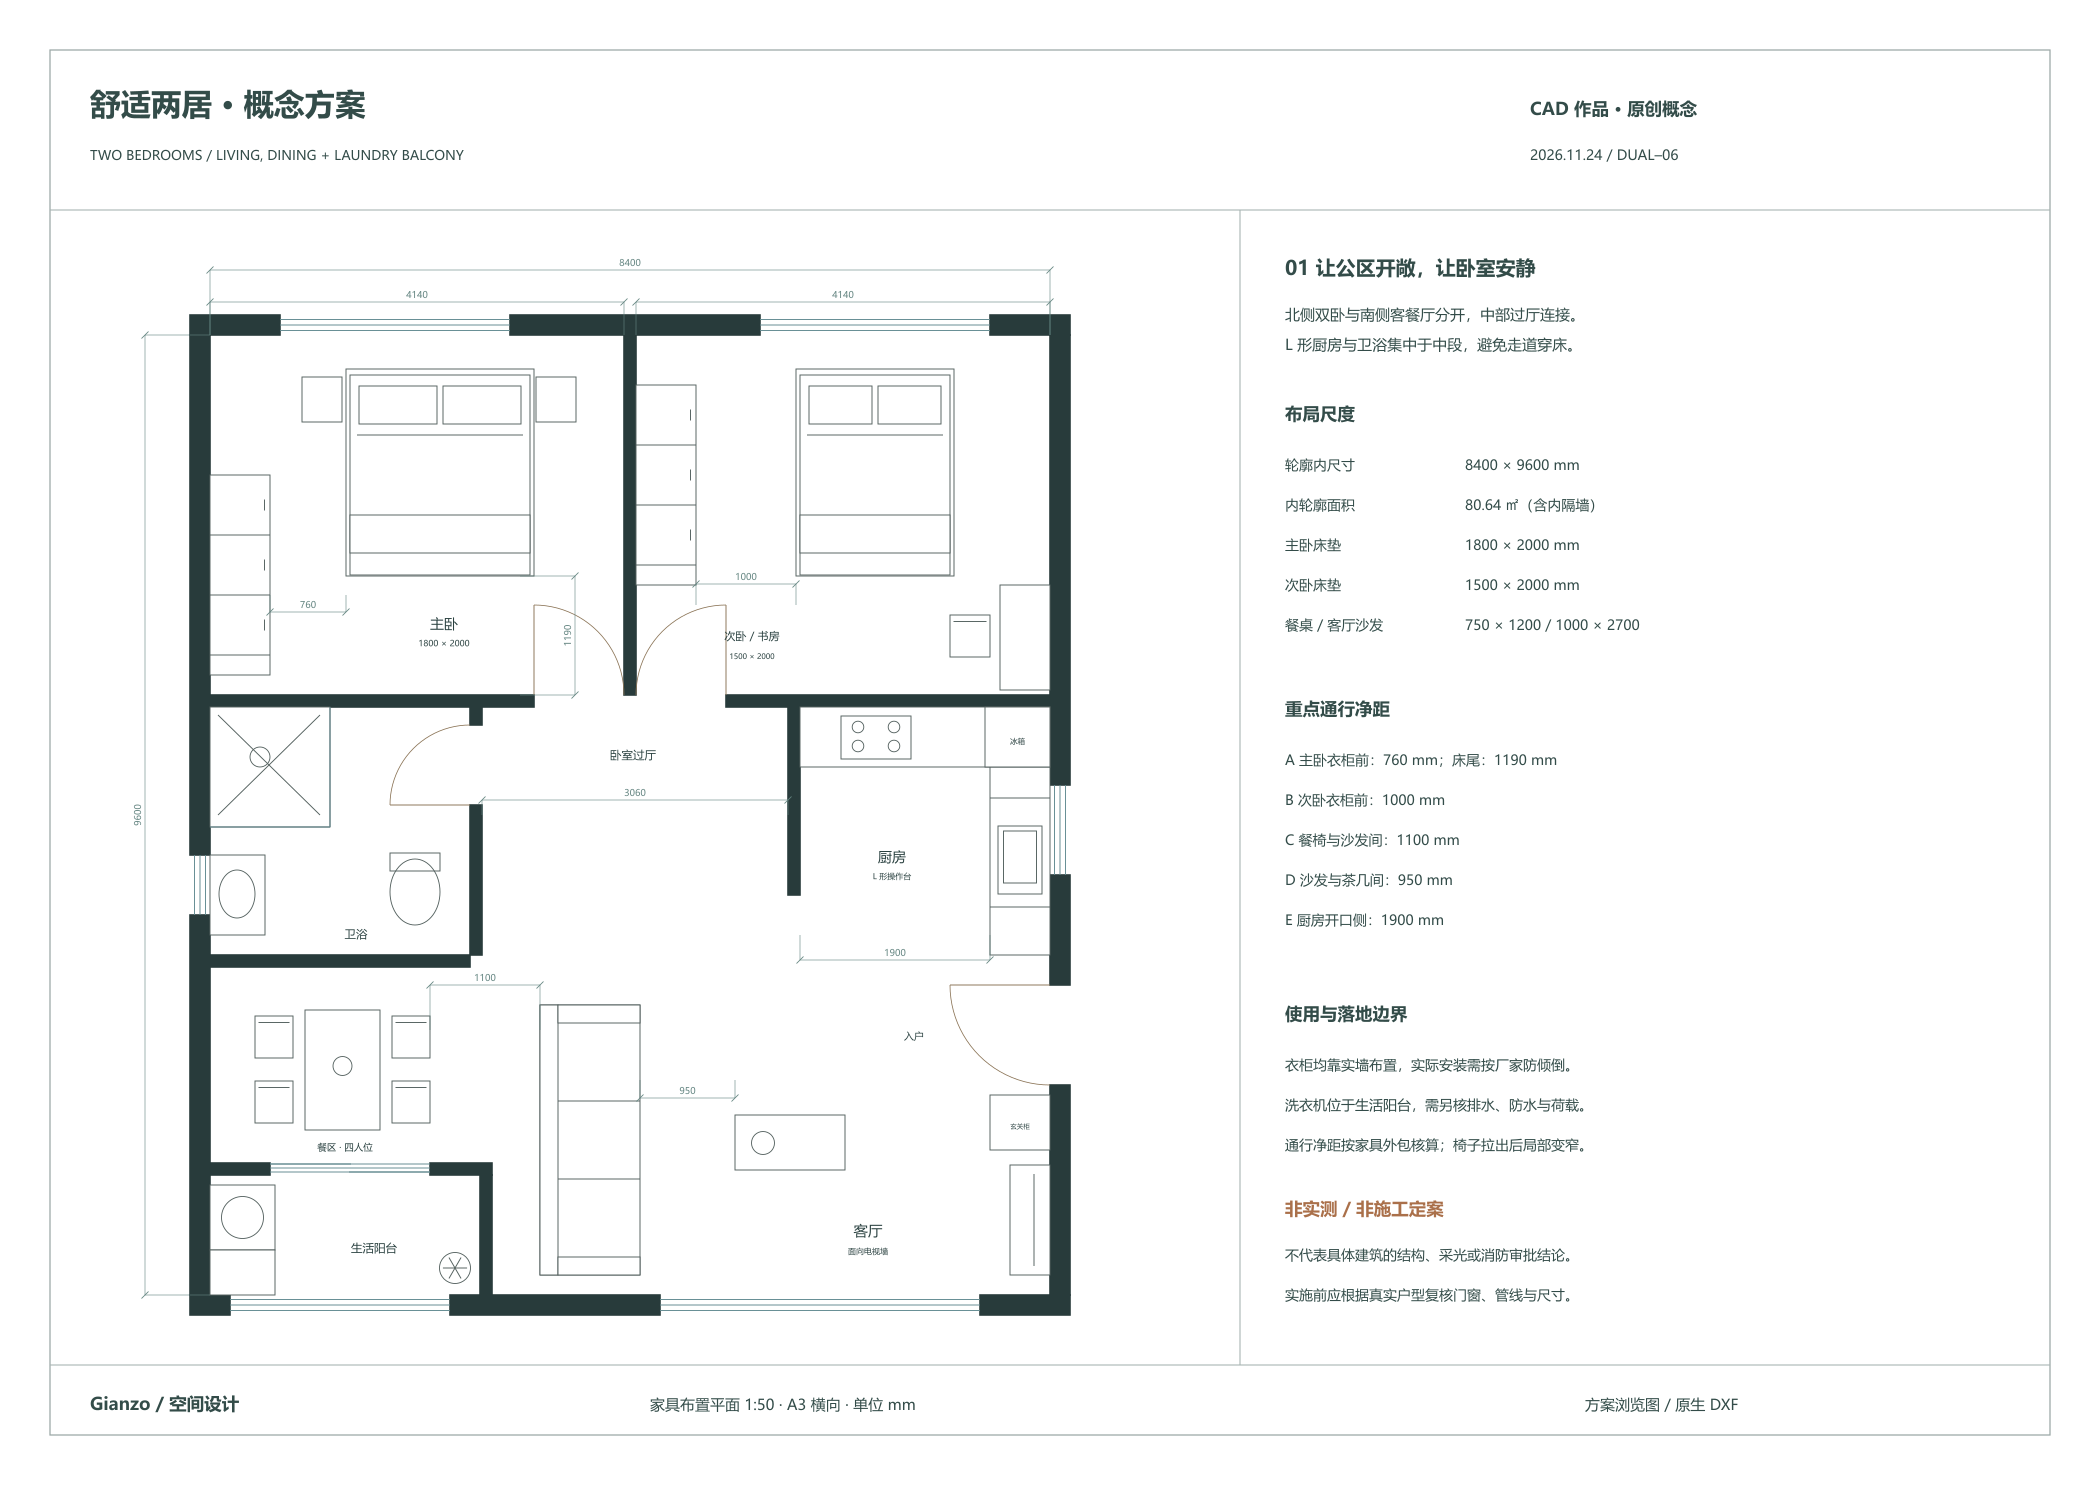 舒适两居 · 概念方案
TWO BEDROOMS / LIVING, DINING + LAUNDRY BALCONY
CAD 作品 · 原创概念
2026.11.24 / DUAL–06
8400
4140
4140
9600
760
主卧
1800 × 2000
1190
1000
次卧 / 书房
1500 × 2000
卧室过厅
3060
冰箱
厨房
L 形操作台
1900
卫浴
1100
入户
950
餐区 · 四人位
玄关柜
生活阳台
客厅
面向电视墙
01 让公区开敞，让卧室安静
北侧双卧与南侧客餐厅分开，中部过厅连接。
L 形厨房与卫浴集中于中段，避免走道穿床。
布局尺度
轮廓内尺寸 8400 × 9600 mm
内轮廓面积 80.64 ㎡（含内隔墙）
主卧床垫 1800 × 2000 mm
次卧床垫 1500 × 2000 mm
餐桌 / 客厅沙发 750 × 1200 / 1000 × 2700
重点通行净距
A 主卧衣柜前：760 mm；床尾：1190 mm
B 次卧衣柜前：1000 mm
C 餐椅与沙发间：1100 mm
D 沙发与茶几间：950 mm
E 厨房开口侧：1900 mm
使用与落地边界
衣柜均靠实墙布置，实际安装需按厂家防倾倒。
洗衣机位于生活阳台，需另核排水、防水与荷载。
通行净距按家具外包核算；椅子拉出后局部变窄。
非实测 / 非施工定案
不代表具体建筑的结构、采光或消防审批结论。
实施前应根据真实户型复核门窗、管线与尺寸。
Gianzo / 空间设计
家具布置平面 1:50 · A3 横向 · 单位 mm
方案浏览图 / 原生 DXF